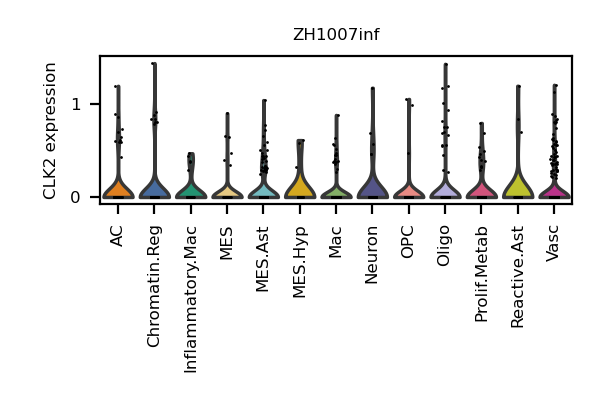 ZH1007inf
CLK2 expression
1
0
AC
Chromatin.Reg
Inflammatory.Mac
MES
MES.Ast
MES.Hyp
Mac
Neuron
OPC
Oligo
Prolif.Metab
Reactive.Ast
Vasc